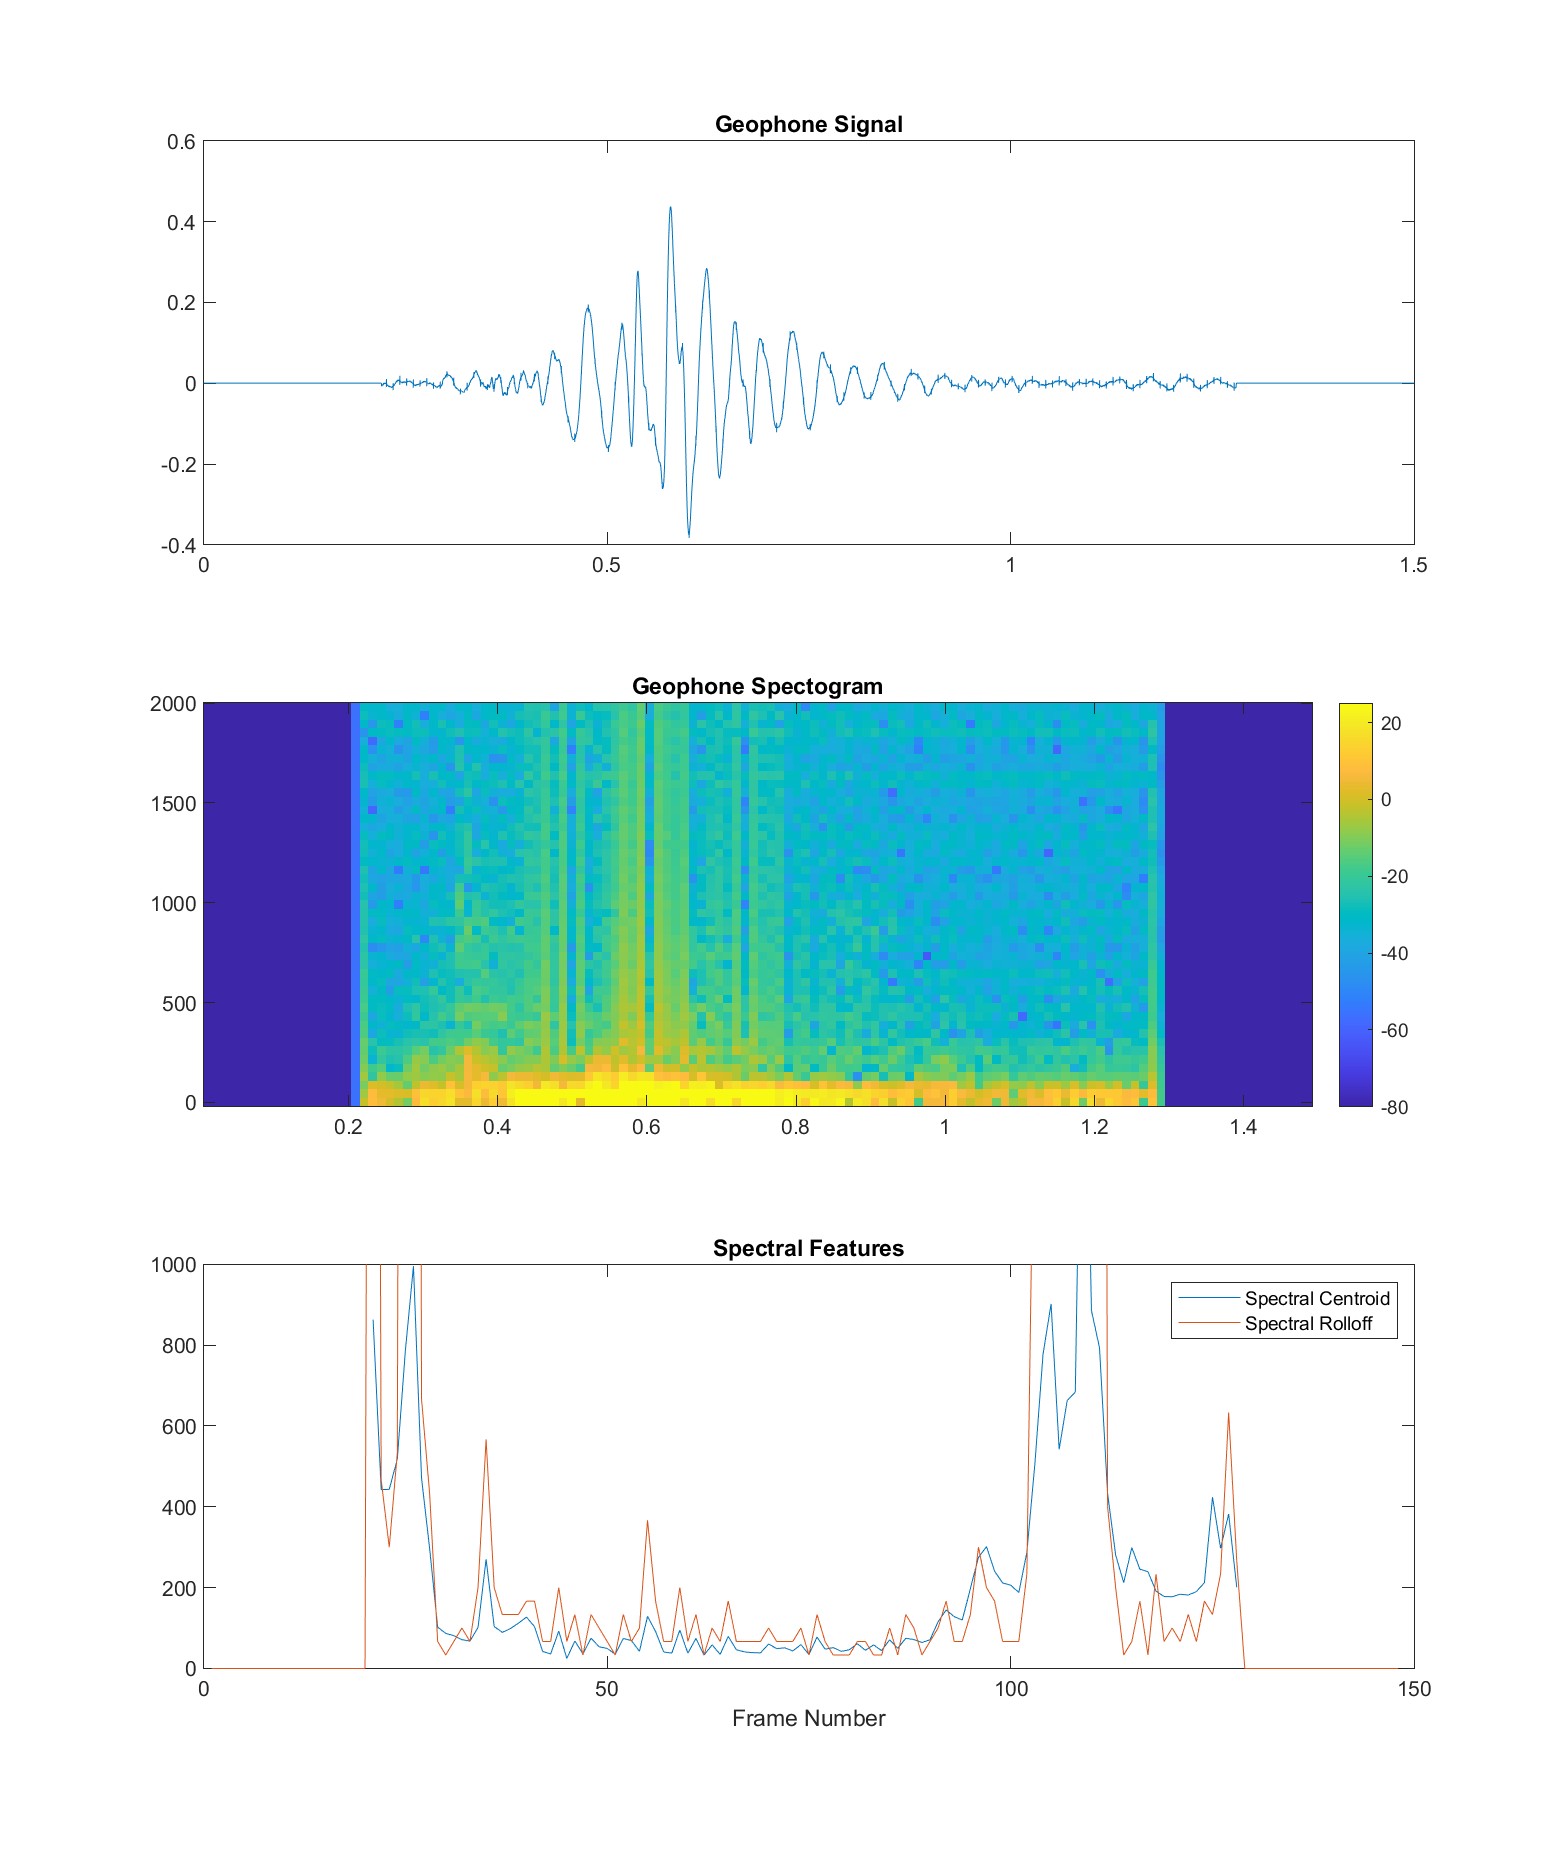 Geophone Signal
0.6
0.4
0.2
0
-0.2
-0.4
0 0.5 1 1.5
Geophone Spectogram
2000
1500
1000
500
0
0.2 0.4 0.6 0.8 1 1.2 1.4
20
0
-20
-40
-60
-80
Spectral Features
1000
800
600
400
200
0
0 50 100 150
Frame Number
Spectral Centroid
Spectral Rolloff